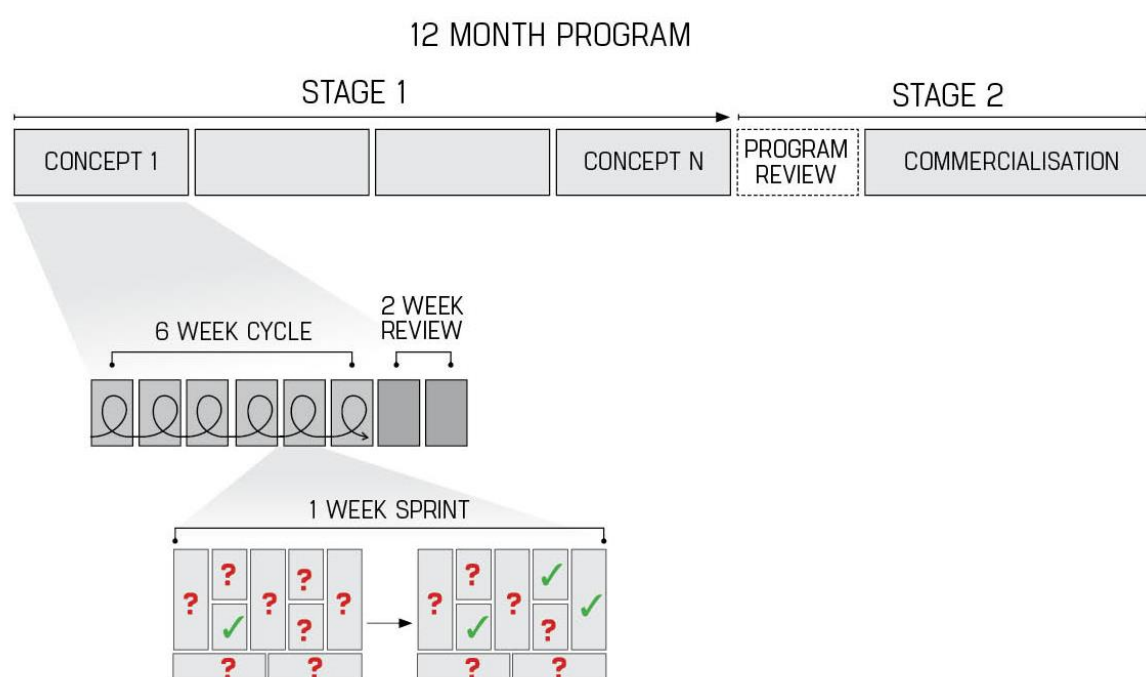 12 MONTH PROGRAM
STAGE 1
STAGE 2
CONCEPT 1
CONCEPT N
PROGRAM
REVIEW
COMMERCIALISATION
6 WEEK CYCLE
2 WEEK
REVIEW
1 WEEK SPRINT
? ? ? ? ? ?
? ?
? ? ? ?
? ?